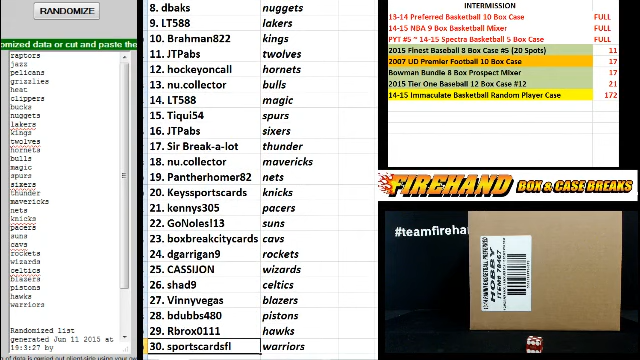 omized data or cut and paste the
raptors
jazz
pelicans
grizzlies
heat
clippers
bucks
nuggets
lakers
kings
twolves
hornets
bulls
magic
spurs
sixers
thunder
mavericks
nets
knicks
pacers
suns
cavs
rockets
wizards
celtics
blazers
pistons
hawks
warriors
Randomized list
generated Jun 11 2015 at
19:3:27 by
8. dbaks nuggets
9. LT588 lakers
10. Brahman822 kings
11. JTPabs twolves
12. hockeyoncall hornets
13. nu.collector bulls
14. LT588 magic
15. Tiqui54 spurs
16. JTPabs sixers
17. Sir Break-a-lot thunder
18. nu.collector mavericks
19. Pantherhomer82 nets
20. Keyssportscards knicks
21. kennys305 pacers
22. GoNoles!13 suns
23. boxbreakcitycards cavs
24. dgarrigan9 rockets
25. CASSIJON wizards
26. shad9 celtics
27. Vinnyvegas blazers
28. bdubbs480 pistons
29. Rbrox0111 hawks
30. sportscardsfl warriors
INTERMISSION
13-14 Preferred Basketball 10 Box Case FULL
14-15 NBA 9 Box Basketball Mixer FULL
PYT #5 ~ 14-15 Spectra Basketball 5 Box Case FULL
2015 Finest Baseball 8 Box Case #5 (20 Spots) 11
2007 UD Premier Football 10 Box Case 17
Bowman Bundle 8 Box Prospect Mixer 17
2015 Tier One Baseball 12 Box Case #12 21
14-15 Immaculate Basketball Random Player Case 172
FIREHAND BOX & CASE BREAKS
#teamfirehan
HOBBY
ITEM# 78467